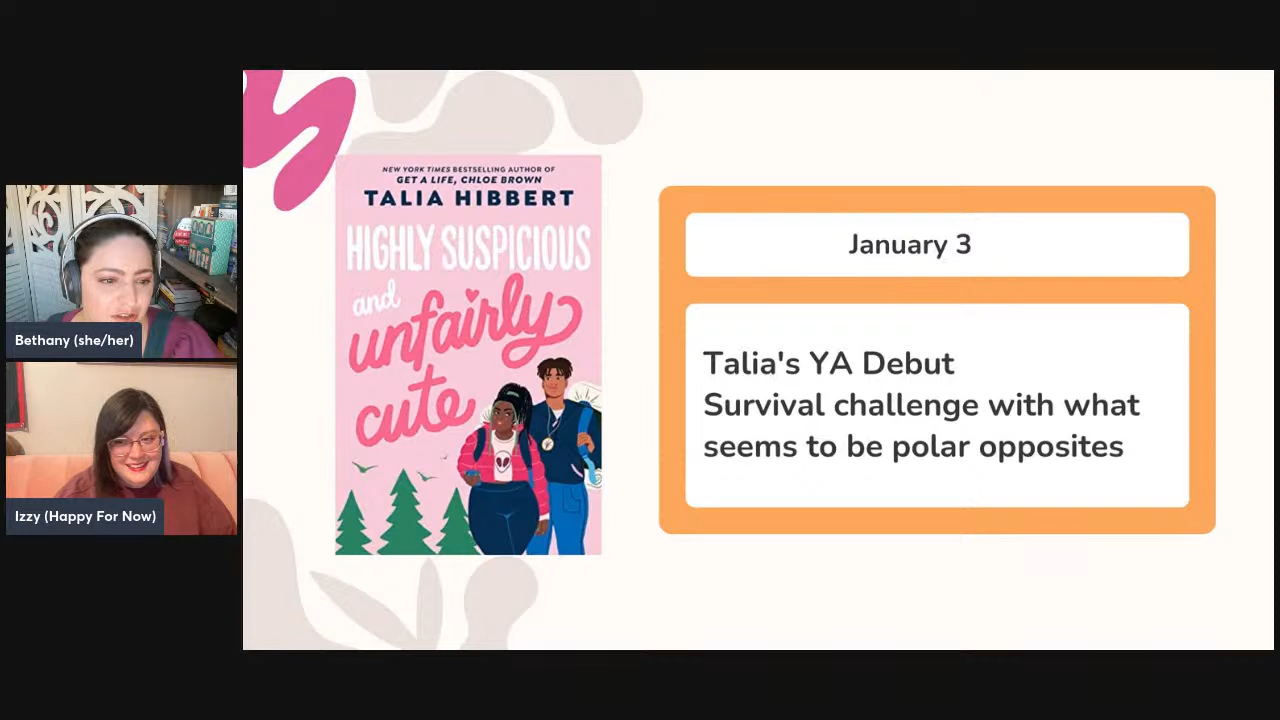 NEW YORK TIMES BESTSELLING AUTHOR OF
GET A LIFE, CHLOE BROWN
TALIA HIBBERT
HIGHLY SUSPICIOUS
and
unfairly
cute
January 3
Talia's YA Debut
Survival challenge with what
seems to be polar opposites
Bethany (she/her)
Izzy (Happy For Now)